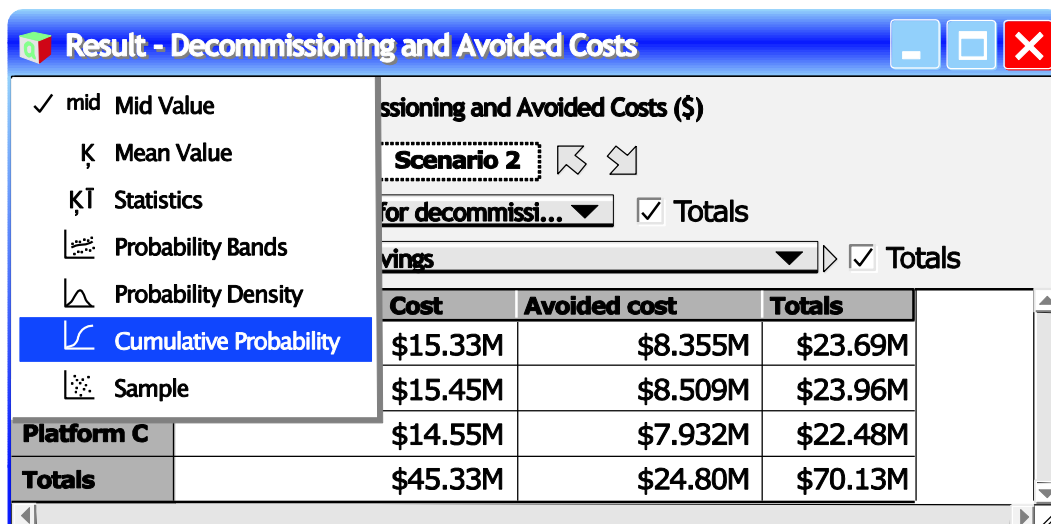 Result - Decommissioning and Avoided Costs
mid Mid Value
Mean Value
Statistics
Probability Bands
Probability Density
Cumulative Probability
Sample
ssioning and Avoided Costs ($)
Scenario 2
for decommissi... Totals
vings Totals
Cost Avoided cost Totals
$15.33M $8.355M $23.69M
$15.45M $8.509M $23.96M
Platform C $14.55M $7.932M $22.48M
Totals $45.33M $24.80M $70.13M